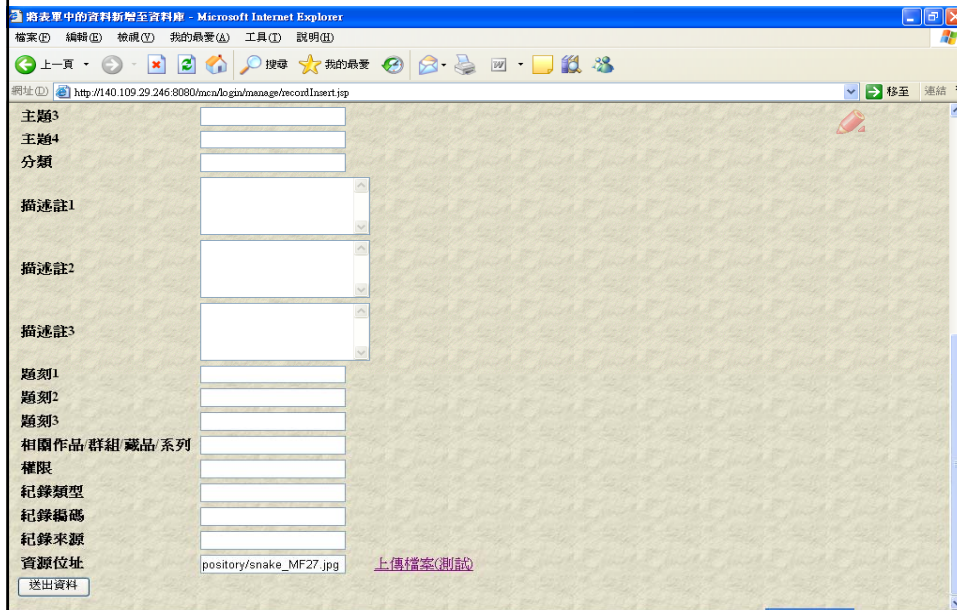 將表單中的資料新增至資料庫 - Microsoft Internet Explorer
檔案(F) 編輯(E) 檢視(V) 我的最愛(A) 工具(T) 說明(H)
上一頁 搜尋 我的最愛
網址(D) http://140.109.29.246:8080/mcn/login/manage/recordInsert.jsp 移至 連結
主題3
主題4
分類
描述註1
描述註2
描述註3
題刻1
題刻2
題刻3
相關作品/群組/藏品/系列
權限
紀錄類型
紀錄編碼
紀錄來源
資源位址 pository/snake_MF27.jpg 上傳檔案(測試)
送出資料